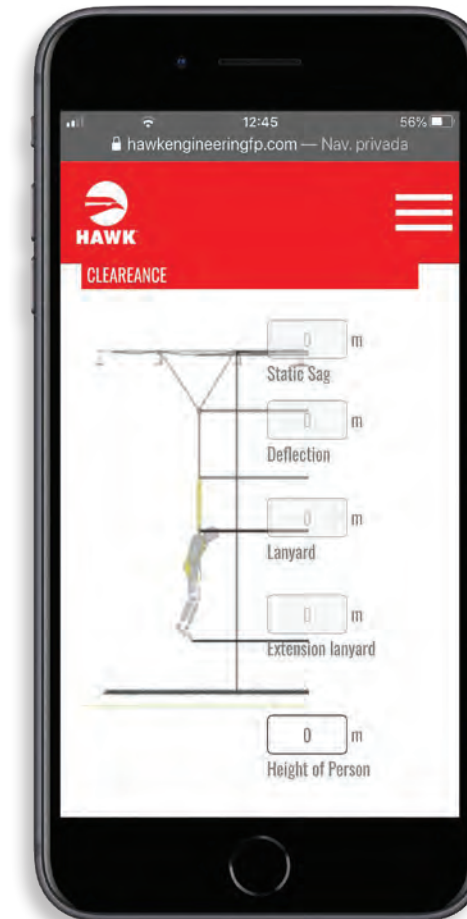 12:45
56%
hawkengineeringfp.com — Nav. privada
HAWK
CLEAREANCE
0 m
Static Sag
0 m
Deflection
0 m
Lanyard
0 m
Extension lanyard
0 m
Height of Person